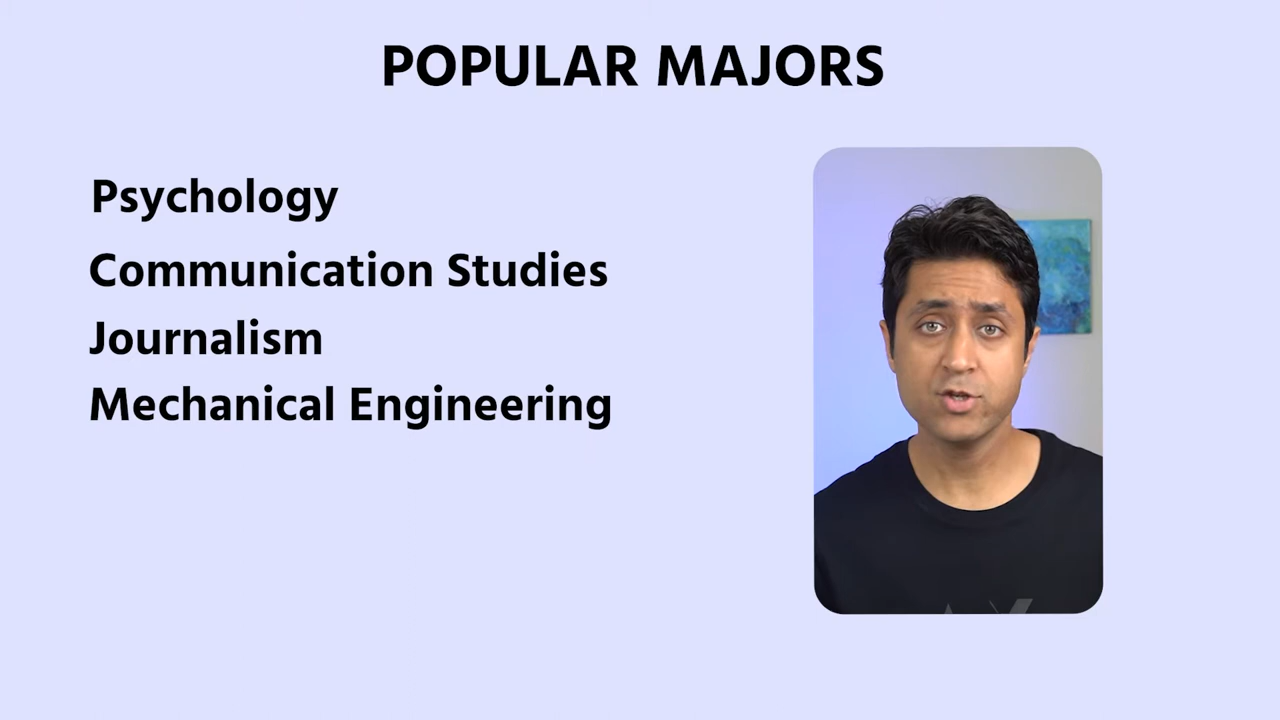 POPULAR MAJORS
Psychology
Communication Studies
Journalism
Mechanical Engineering